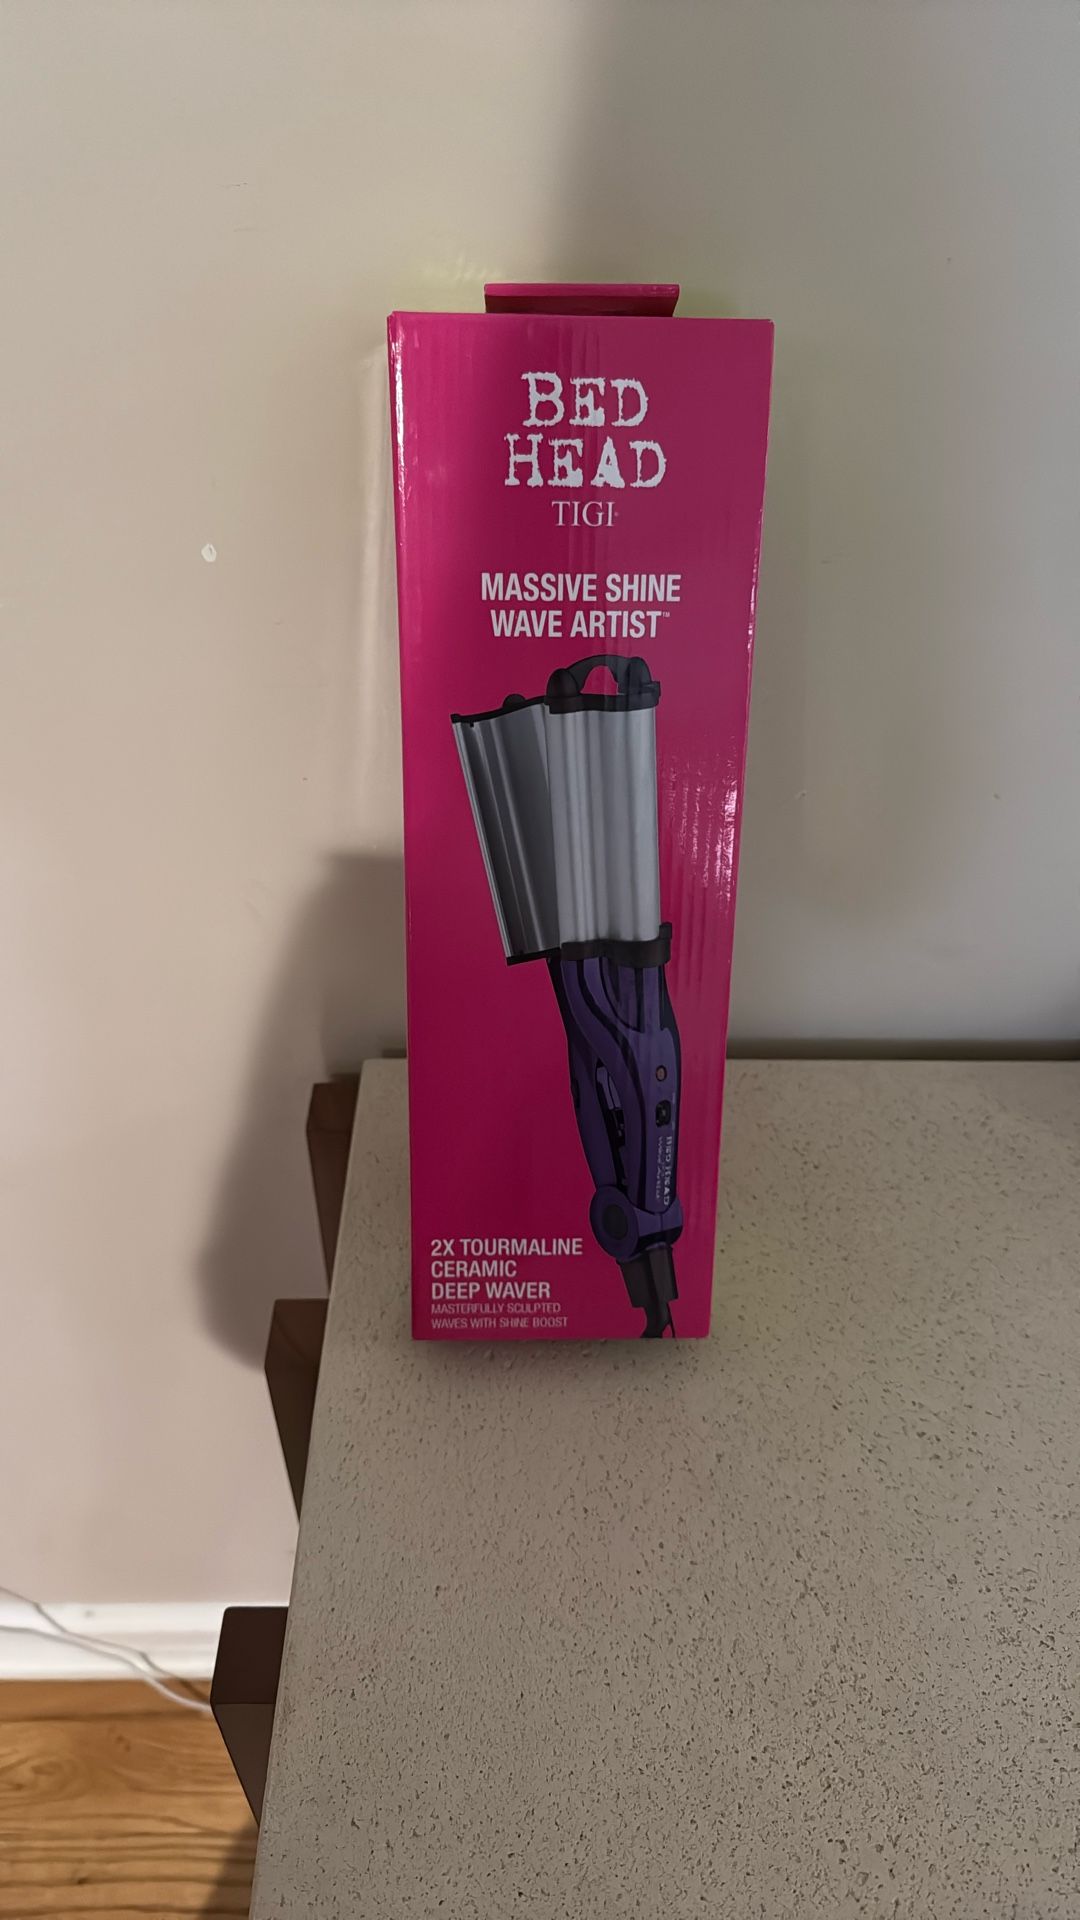 BED
HEAD
TIGI®
MASSIVE SHINE
WAVE ARTIST™
BED HEAD
2X TOURMALINE
CERAMIC
DEEP WAVER
MASTERFULLY SCULPTED
WAVES WITH SHINE BOOST